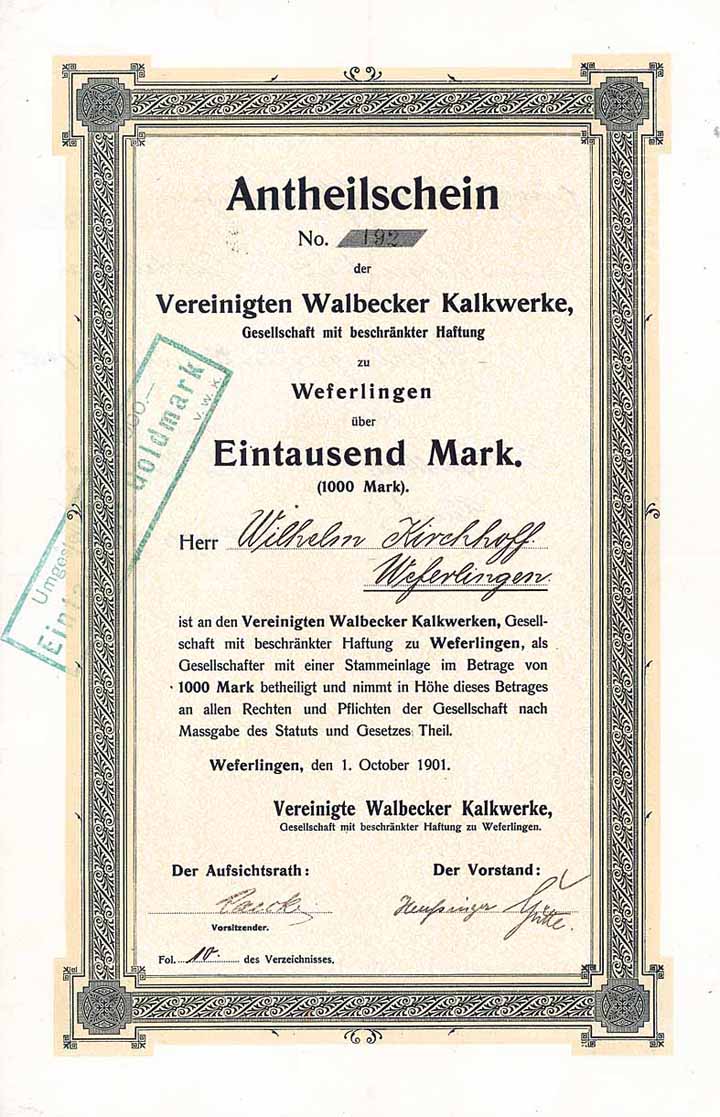 Antheilschein
No. 192
der
Vereinigten Walbecker Kalkwerke,
Gesellschaft mit beschränkter Haftung
zu
Weferlingen
über
Eintausend Mark.
(1000 Mark).
Herr Wilhelm Kirchhoff.
Weferlingen.
ist an den Vereinigten Walbecker Kalkwerken, Gesell-
schaft mit beschränkter Haftung zu Weferlingen, als
Gesellschafter mit einer Stammeinlage im Betrage von
1000 Mark betheiligt und nimmt in Höhe dieses Betrages
an allen Rechten und Pflichten der Gesellschaft nach
Massgabe des Statuts und Gesetzes Theil.
Weferlingen, den 1. October 1901.
Vereinigte Walbecker Kalkwerke,
Gesellschaft mit beschränkter Haftung zu Weferlingen.
Der Aufsichtsrath: Der Vorstand:
Vorsitzender.
Fol. 10. des Verzeichnisses.
Goldmark
V. W. K.